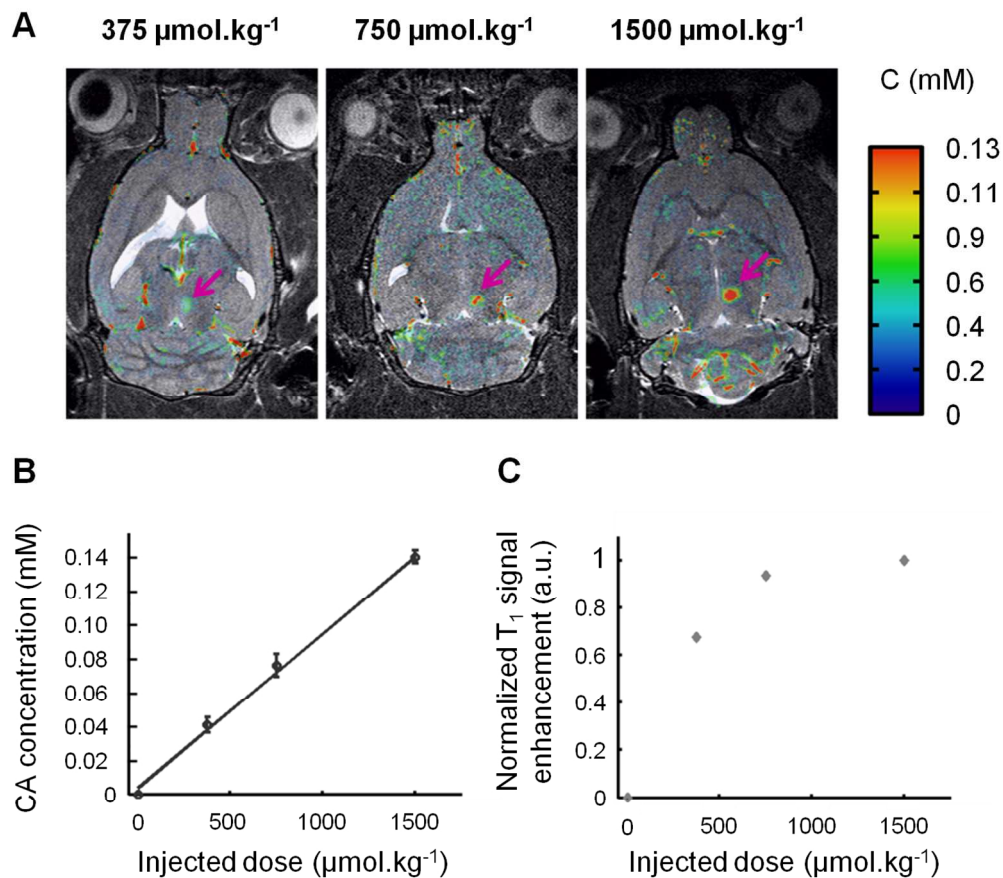 A
375 µmol.kg-1
750 µmol.kg-1
1500 µmol.kg-1
C (mM)
0.13
0.11
0.9
0.6
0.4
0.2
0
B
CA concentration (mM)
0.14
0.12
0.10
0.08
0.06
0.04
0.02
0
0
500
1000
1500
Injected dose (µmol.kg-1)
C
Normalized T1 signal
enhancement (a.u.)
1
0.8
0.6
0.4
0.2
0
0
500
1000
1500
Injected dose (µmol.kg-1)